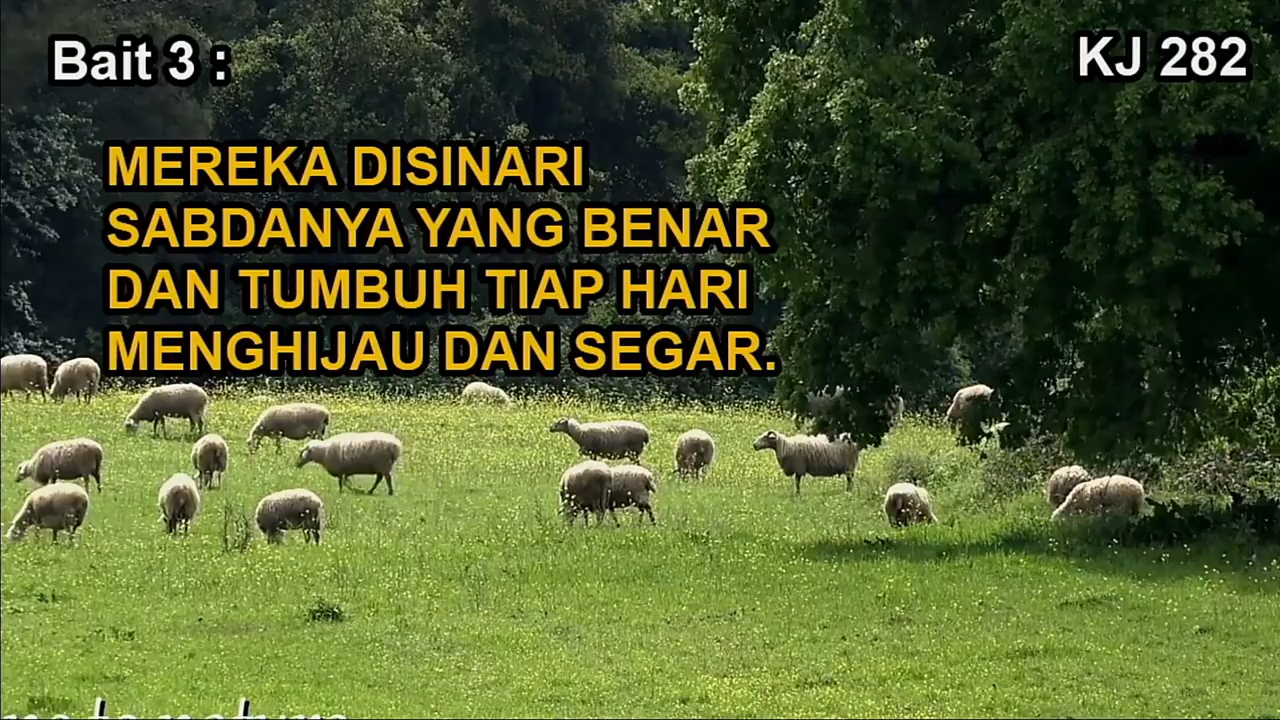 Bait 3 :
KJ 282
MEREKA DISINARI
SABDANYA YANG BENAR
DAN TUMBUH TIAP HARI
MENGHIJAU DAN SEGAR.